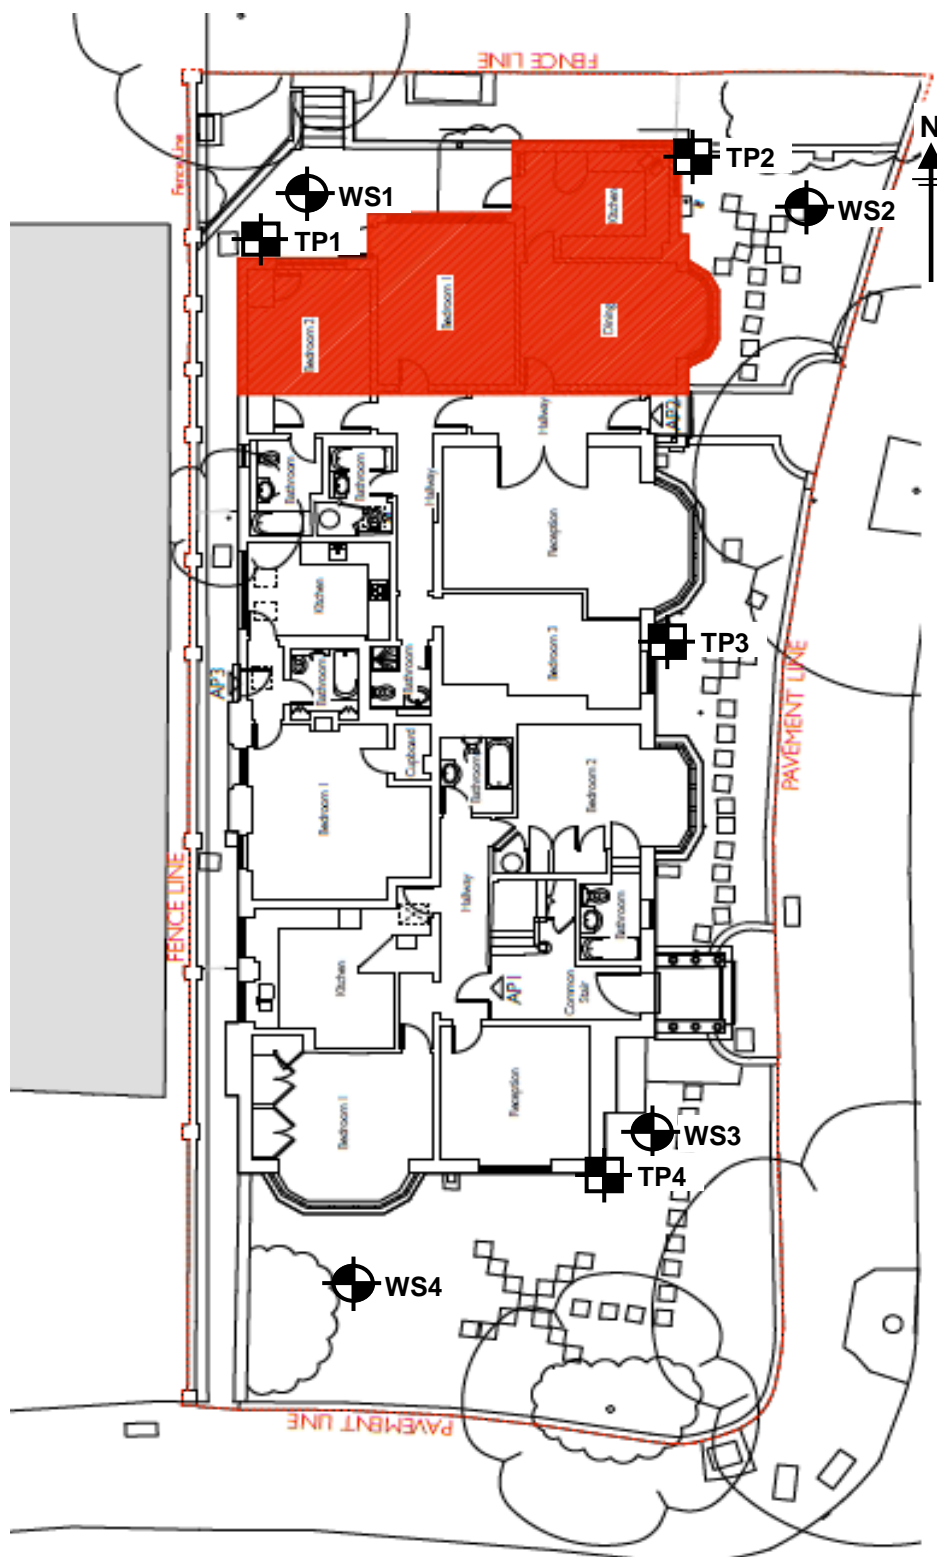 FENCE LINE
N
TP2
Fence Line
WS1
WS2
Kitchen
TP1
Bedroom 1
Dining
Bedroom 2
AP2
Hallway
Bathroom
Bathroom
Hallway
Reception
Kitchen
TP3
Bedroom 3
Bathroom
Bathroom
AP3
PAVEMENT LINE
Cupboard
Bathroom
Bedroom 2
Bedroom 1
FENCE LINE
Hallway
Bathroom
Kitchen
AP1
Common
Stair
Reception
Bedroom 1
WS3
TP4
WS4
PAVEMENT LINE